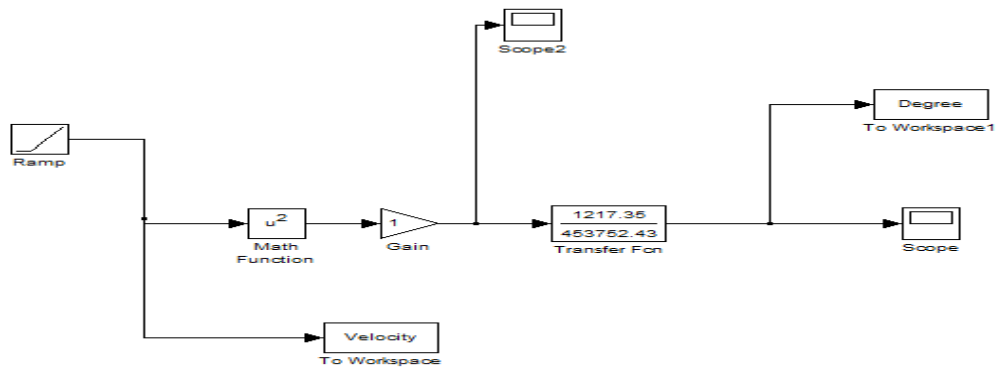 Scope2
Degree
To Workspace1
Ramp
u2
Math
Function
1
Gain
1217.35
453752.43
Transfer Fcn
Scope
Velocity
To Workspace